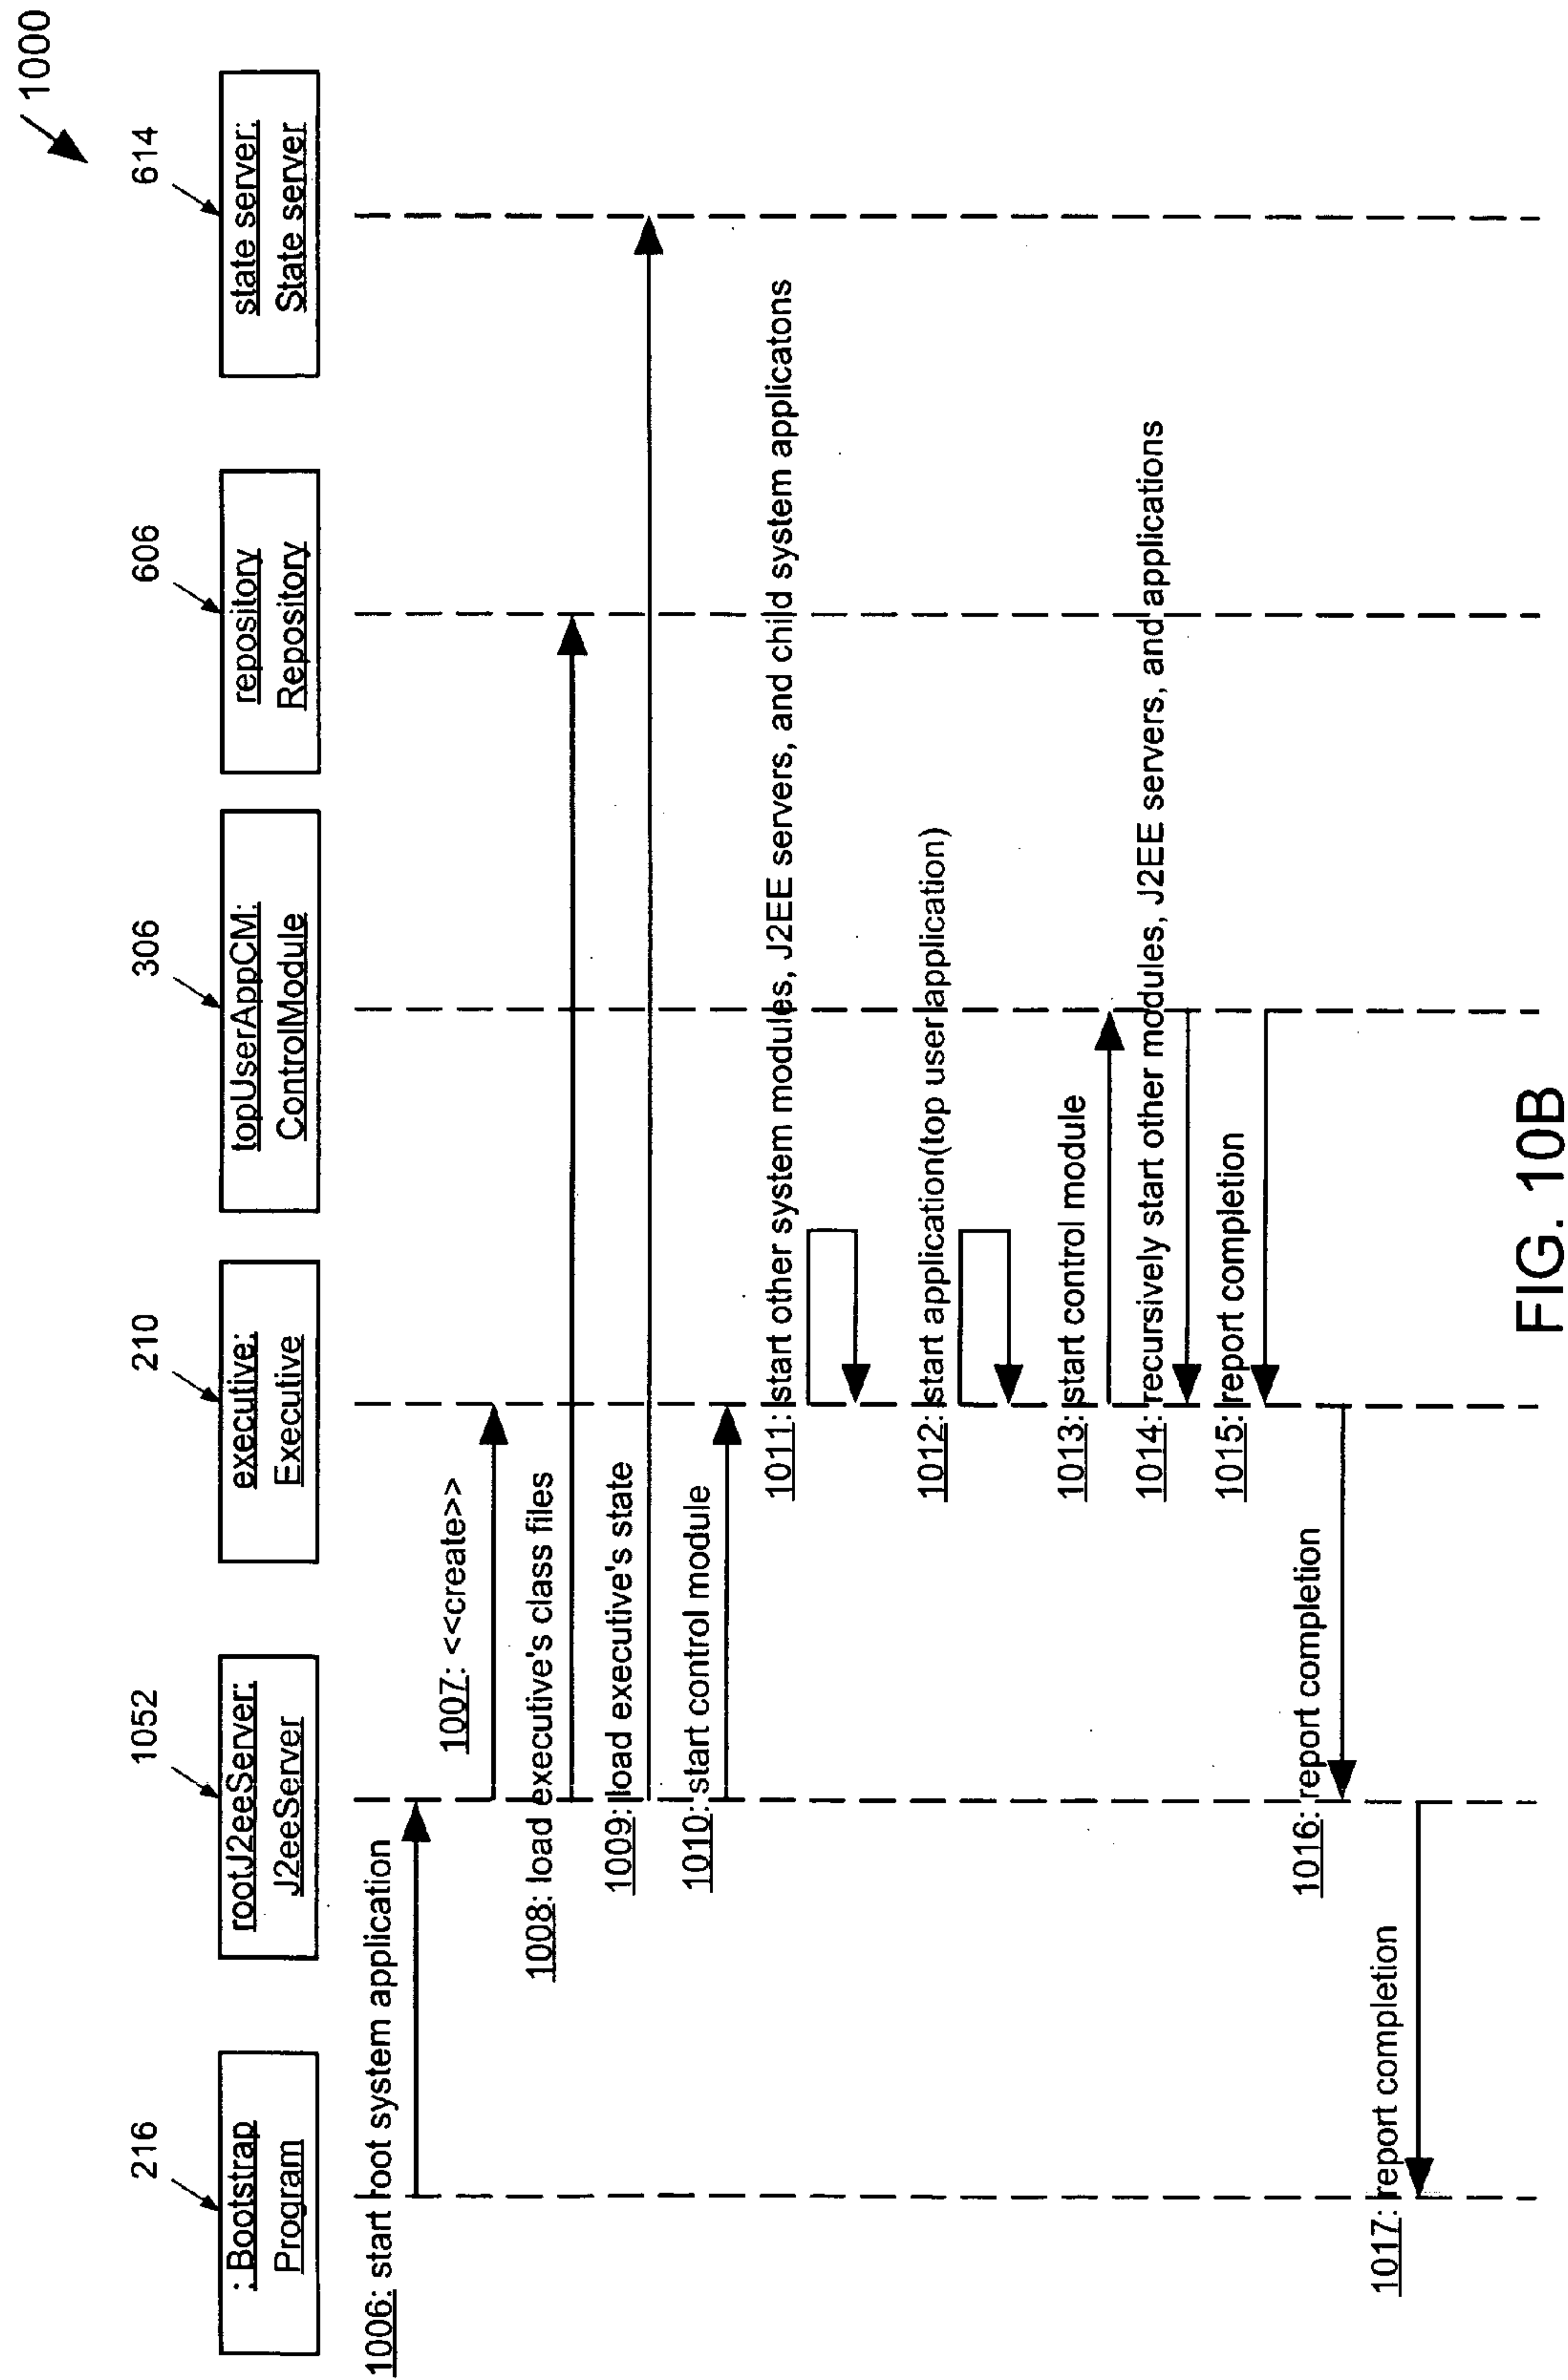 1000
216
1052
210
306
606
614
: Bootstrap
Program
rootJ2eeServer:
J2eeServer
executive:
Executive
topUserAppCM:
ControlModule
repository
Repository
state server:
State server
1006: start root system application
1007: <<create>>
1008: load executive's class files
1009: load executive's state
1010: start control module
1011: start other system modules, J2EE servers, and child system applicatons
1012: start application(top user application)
1013: start control module
1014: recursively start other modules, J2EE servers, and applications
1015: report completion
1016: report completion
1017: report completion
FIG. 10B